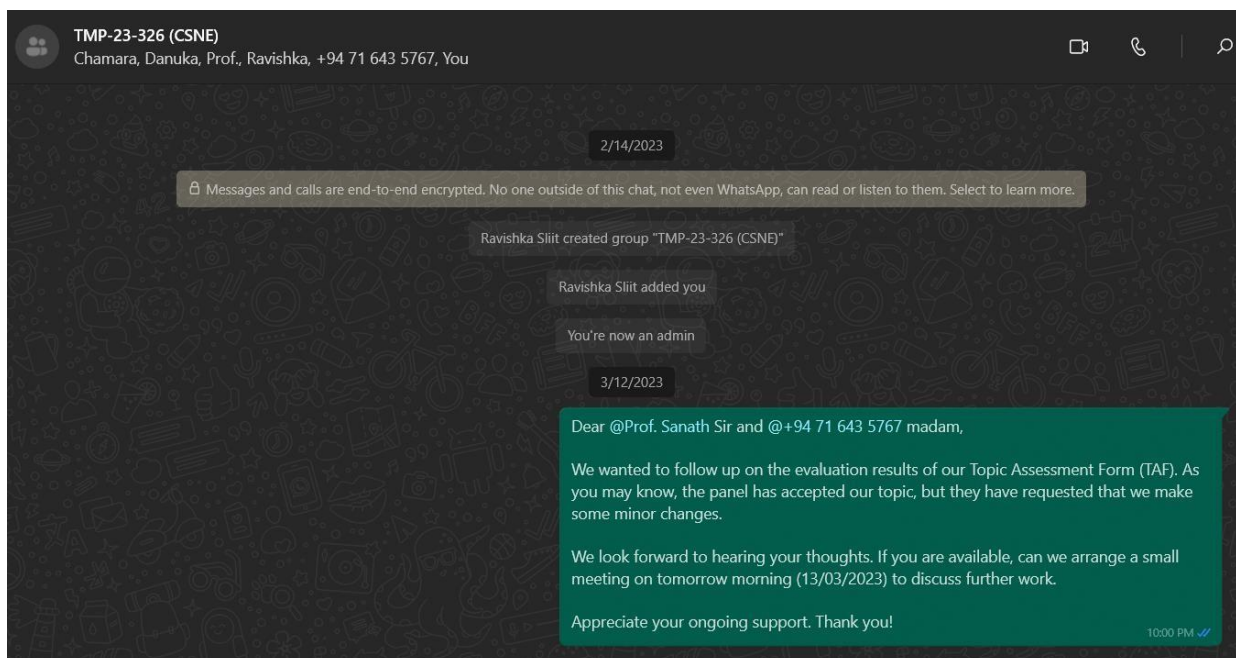 TMP-23-326 (CSNE)
Chamara, Danuka, Prof., Ravishka, +94 71 643 5767, You
2/14/2023
Messages and calls are end-to-end encrypted. No one outside of this chat, not even WhatsApp, can read or listen to them. Select to learn more.
Ravishka Sliit created group "TMP-23-326 (CSNE)"
Ravishka Sliit added you
You're now an admin
3/12/2023
Dear @Prof. Sanath Sir and @+94 71 643 5767 madam,
We wanted to follow up on the evaluation results of our Topic Assessment Form (TAF). As
you may know, the panel has accepted our topic, but they have requested that we make
some minor changes.
We look forward to hearing your thoughts. If you are available, can we arrange a small
meeting on tomorrow morning (13/03/2023) to discuss further work.
Appreciate your ongoing support. Thank you!
10:00 PM